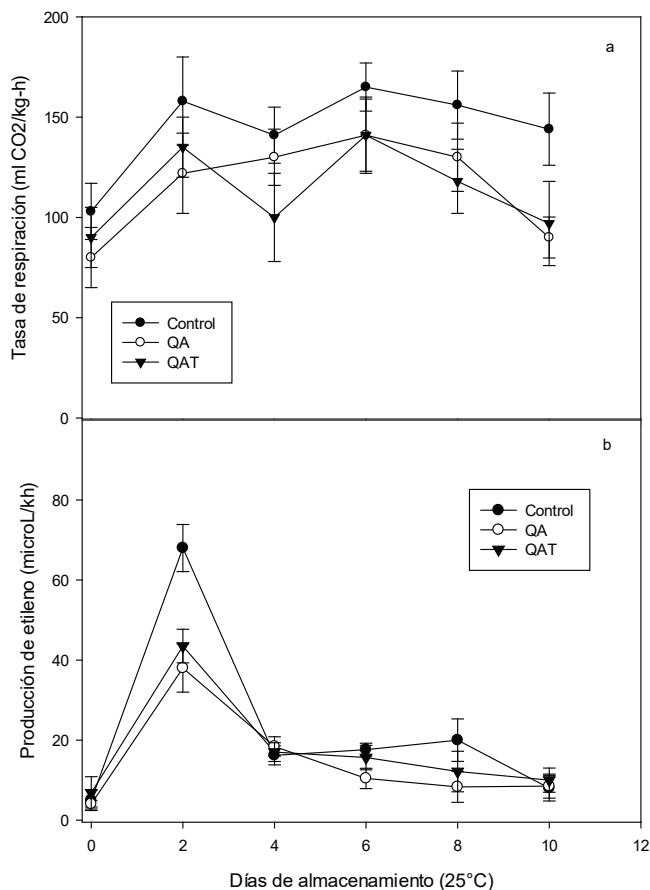 200
a
150
100
50
0
Tasa de respiración (ml CO2/kg-h)
Control
QA
QAT
b
80
60
40
20
0
Producción de etileno (microL/kh)
Control
QA
QAT
0 2 4 6 8 10 12
Días de almacenamiento (25°C)